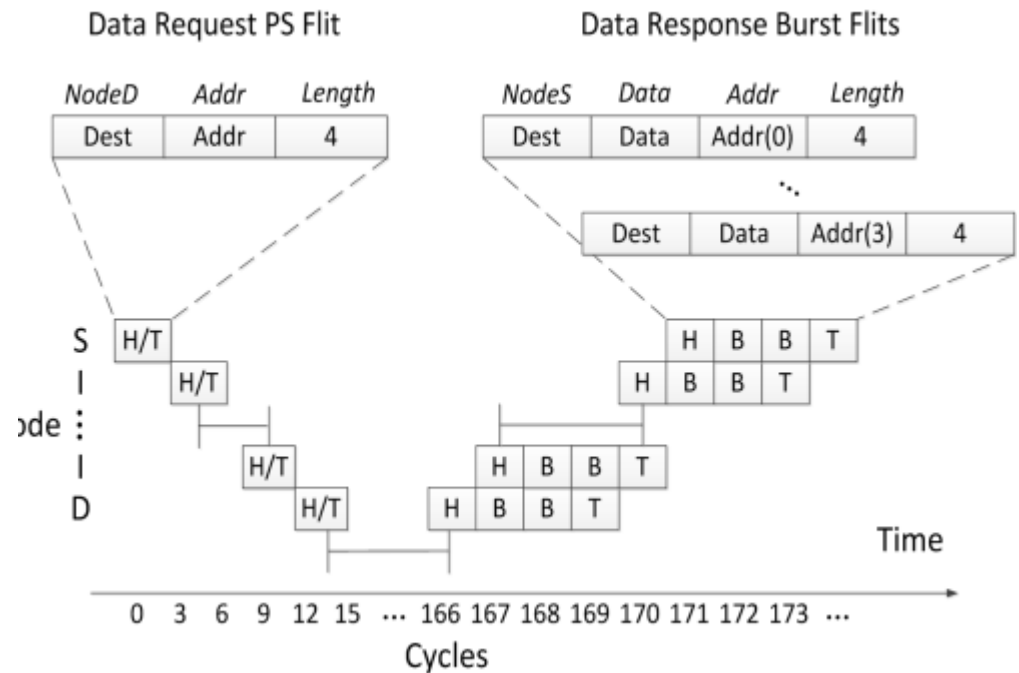 Data Request PS Flit Data Response Burst Flits
NodeD Addr Length NodeS Data Addr Length
Dest Addr 4 Dest Data Addr(0) 4
Dest Data Addr(3) 4
S H/T H B B T
I H/T H B B T
ode
I H/T H B B T
D H/T H B B T
Time
0 3 6 9 12 15 ... 166 167 168 169 170 171 172 173 ...
Cycles